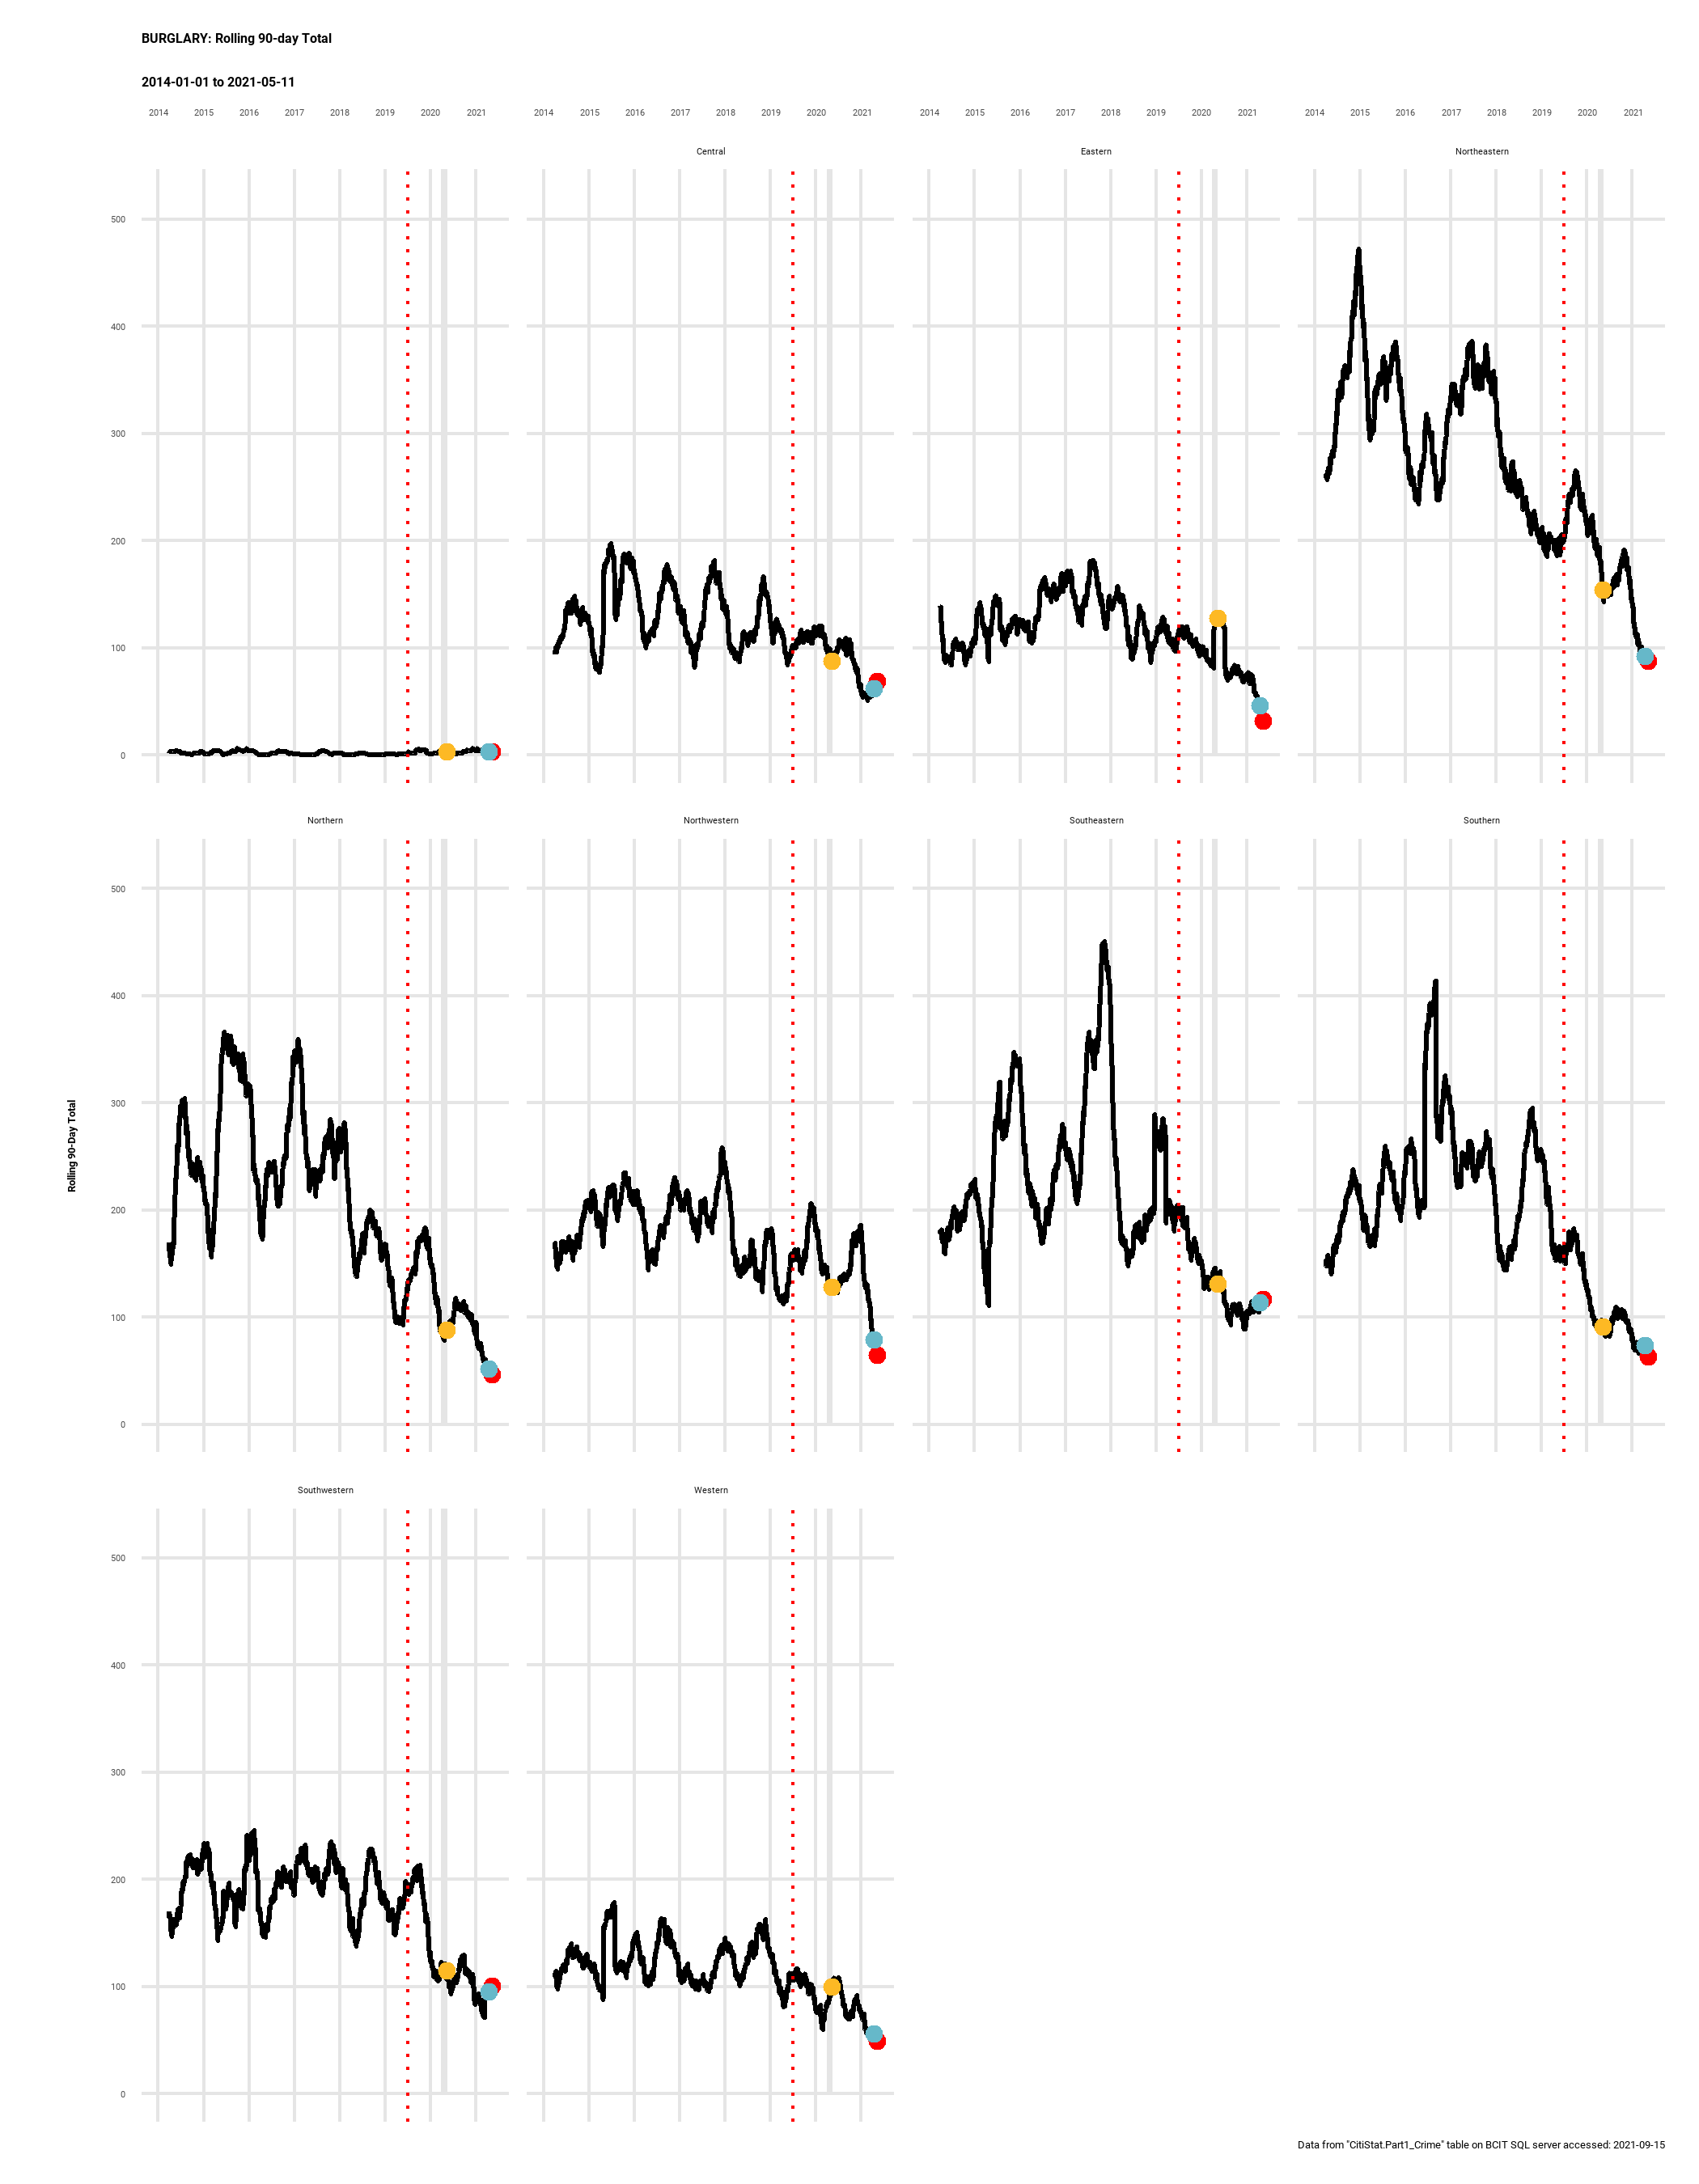 BURGLARY: Rolling 90-day Total
2014-01-01 to 2021-05-11
2014 2015 2016 2017 2018 2019 2020 2021 2014 2015 2016 2017 2018 2019 2020 2021 2014 2015 2016 2017 2018 2019 2020 2021 2014 2015 2016 2017 2018 2019 2020 2021
Central Eastern Northeastern
500
400
300
200
100
0
Northern Northwestern Southeastern Southern
500
400
300
200
100
0
Rolling 90-Day Total
Southwestern Western
500
400
300
200
100
0
Data from "CitiStat.Part1_Crime" table on BCIT SQL server accessed: 2021-09-15